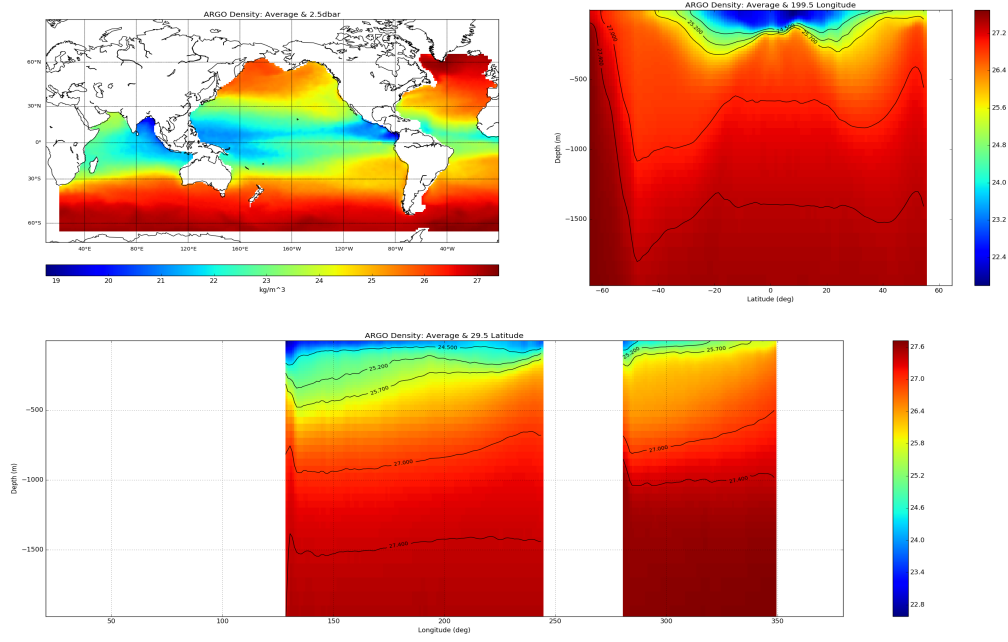 ARGO Density: Average & 2.5dbar
60°N
30°N
0°
30°S
60°S
40°E 80°E 120°E 160°E 160°W 120°W 80°W 40°W
19 20 21 22 23 24 25 26 27
kg/m^3
ARGO Density: Average & 199.5 Longitude
Depth (m)
−500
−1000
−1500
27.000
25.200
25.700
−60 −40 −20 0 20 40 60
Latitude (deg)
27.2
26.4
25.6
24.8
24.0
23.2
22.4
ARGO Density: Average & 29.5 Latitude
Depth (m)
−500
−1000
−1500
24.500
25.200
25.700
27.000
25.700
27.000
50 100 150 200 250 300 350
Longitude (deg)
27.6
27.0
26.4
25.8
25.2
24.6
24.0
23.4
22.8